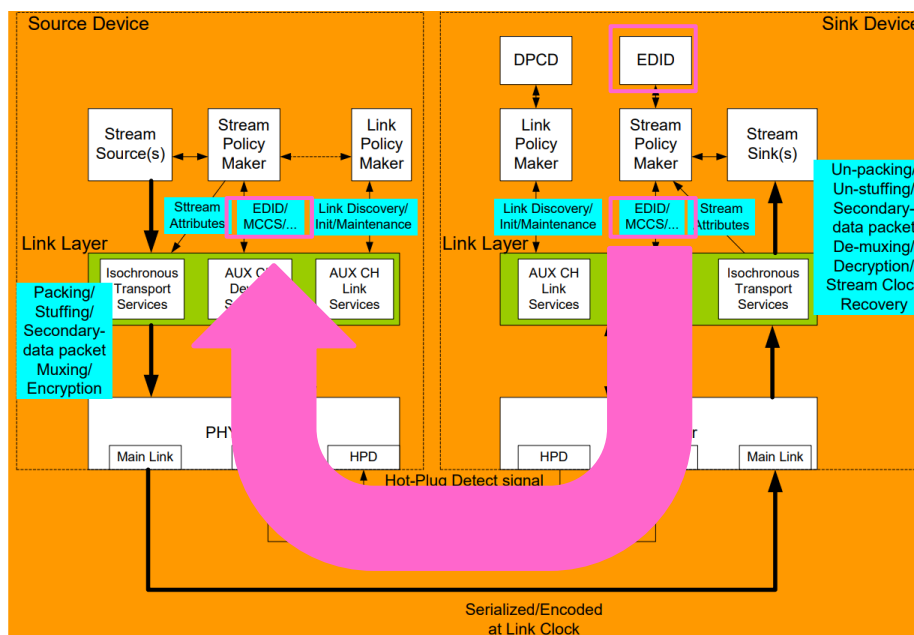 Source Device
Sink Device
DPCD
EDID
Stream
Source(s)
Stream
Policy
Maker
Link
Policy
Maker
Link
Policy
Maker
Stream
Policy
Maker
Stream
Sink(s)
Sttream
Attributes
EDID/
MCCS/...
Link Discovery/
Init/Maintenance
Link Discovery/
Init/Maintenance
EDID/
MCCS/...
Stream
Attributes
Un-packing/
Un-stuffing/
Secondary-
data packet
De-muxing/
Decryption/
Stream Clock
Recovery
Link Layer
Link Layer
Isochronous
Transport
Services
AUX CH
De
S
AUX CH
Link
Services
AUX CH
Link
Services
Isochronous
Transport
Services
Packing/
Stuffing/
Secondary-
data packet
Muxing/
Encryption
PHY
r
Main Link
HPD
HPD
Main Link
Hot-Plug Detect signal
Serialized/Encoded
at Link Clock